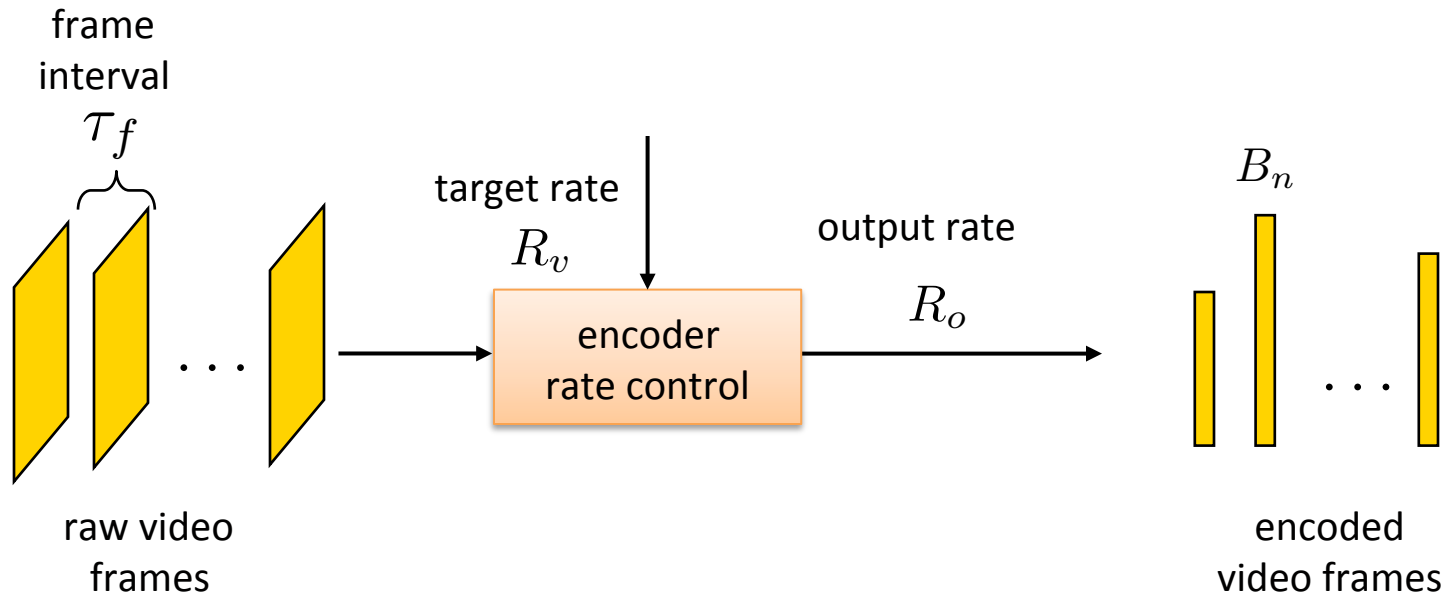 frame
interval
τ_f
target rate
R_v
output rate
R_o
encoder
rate control
B_n
. . .
. . .
raw video
frames
encoded
video frames